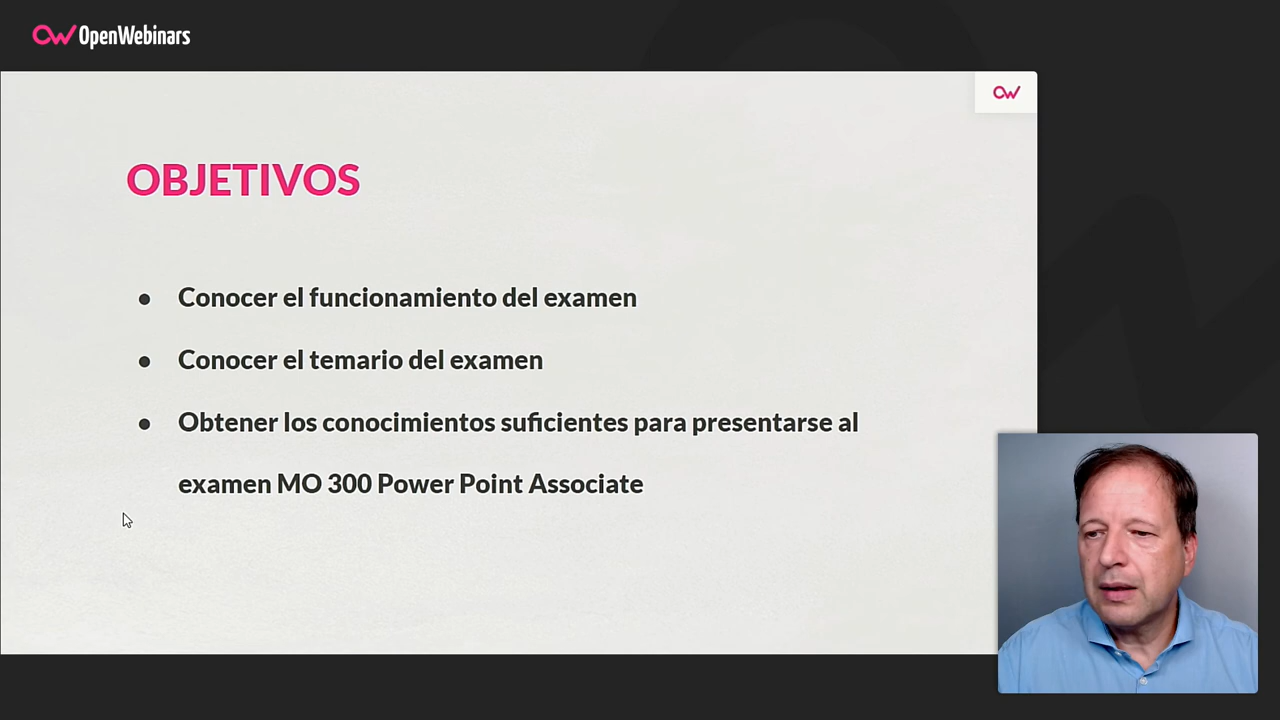 OpenWebinars
OBJETIVOS
● Conocer el funcionamiento del examen
● Conocer el temario del examen
● Obtener los conocimientos suficientes para presentarse al
examen MO 300 Power Point Associate